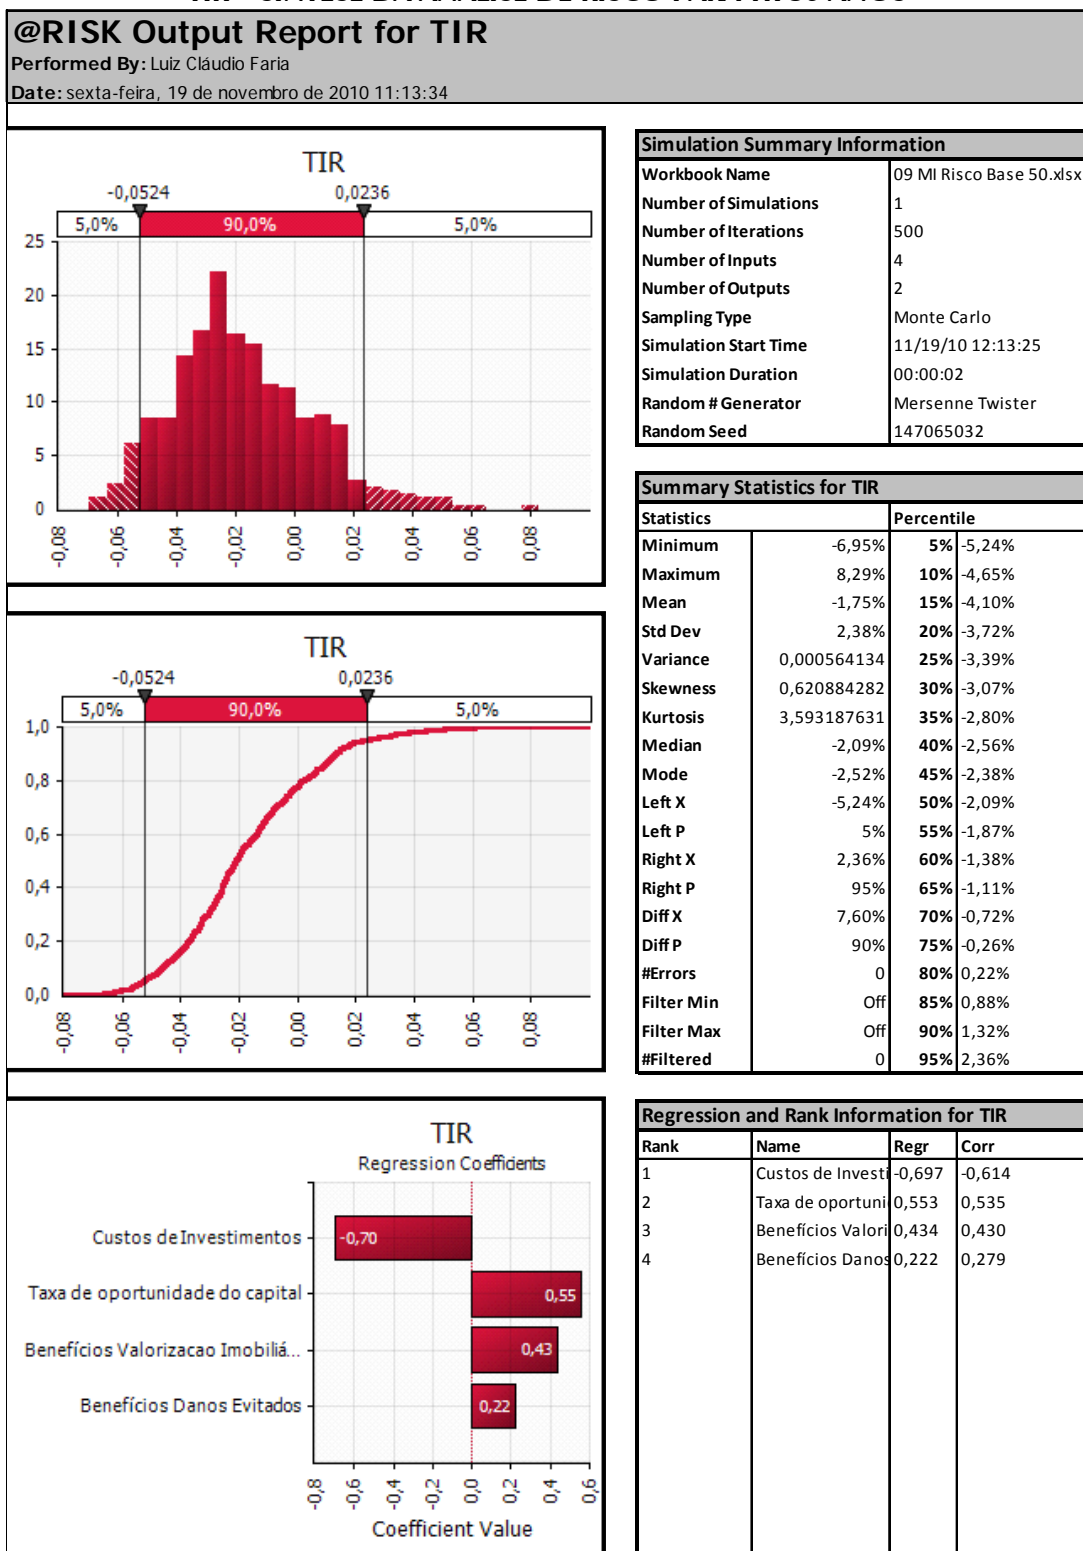 @RISK Output Report for TIR
Performed By: Luiz Cláudio Faria
Date: sexta-feira, 19 de novembro de 2010 11:13:34
TIR
-0,0524 0,0236
5,0% 90,0% 5,0%
25
20
15
10
5
0
-0,08 -0,06 -0,04 -0,02 0,00 0,02 0,04 0,06 0,08
TIR
-0,0524 0,0236
5,0% 90,0% 5,0%
1,0
0,8
0,6
0,4
0,2
0,0
-0,08 -0,06 -0,04 -0,02 0,00 0,02 0,04 0,06 0,08
TIR
Regression Coefficients
Custos de Investimentos -0,70
Taxa de oportunidade do capital 0,55
Benefícios Valorizacao Imobiliá... 0,43
Benefícios Danos Evitados 0,22
-0,8 -0,6 -0,4 -0,2 0,0 0,2 0,4 0,6
Coefficient Value
Simulation Summary Information
Workbook Name 09 MI Risco Base 50.xlsx
Number of Simulations 1
Number of Iterations 500
Number of Inputs 4
Number of Outputs 2
Sampling Type Monte Carlo
Simulation Start Time 11/19/10 12:13:25
Simulation Duration 00:00:02
Random # Generator Mersenne Twister
Random Seed 147065032
Summary Statistics for TIR
Statistics Percentile
Minimum -6,95% 5% -5,24%
Maximum 8,29% 10% -4,65%
Mean -1,75% 15% -4,10%
Std Dev 2,38% 20% -3,72%
Variance 0,000564134 25% -3,39%
Skewness 0,620884282 30% -3,07%
Kurtosis 3,593187631 35% -2,80%
Median -2,09% 40% -2,56%
Mode -2,52% 45% -2,38%
Left X -5,24% 50% -2,09%
Left P 5% 55% -1,87%
Right X 2,36% 60% -1,38%
Right P 95% 65% -1,11%
Diff X 7,60% 70% -0,72%
Diff P 90% 75% -0,26%
#Errors 0 80% 0,22%
Filter Min Off 85% 0,88%
Filter Max Off 90% 1,32%
#Filtered 0 95% 2,36%
Regression and Rank Information for TIR
Rank Name Regr Corr
1 Custos de Investi -0,697 -0,614
2 Taxa de oportuni 0,553 0,535
3 Benefícios Valori 0,434 0,430
4 Benefícios Danos 0,222 0,279